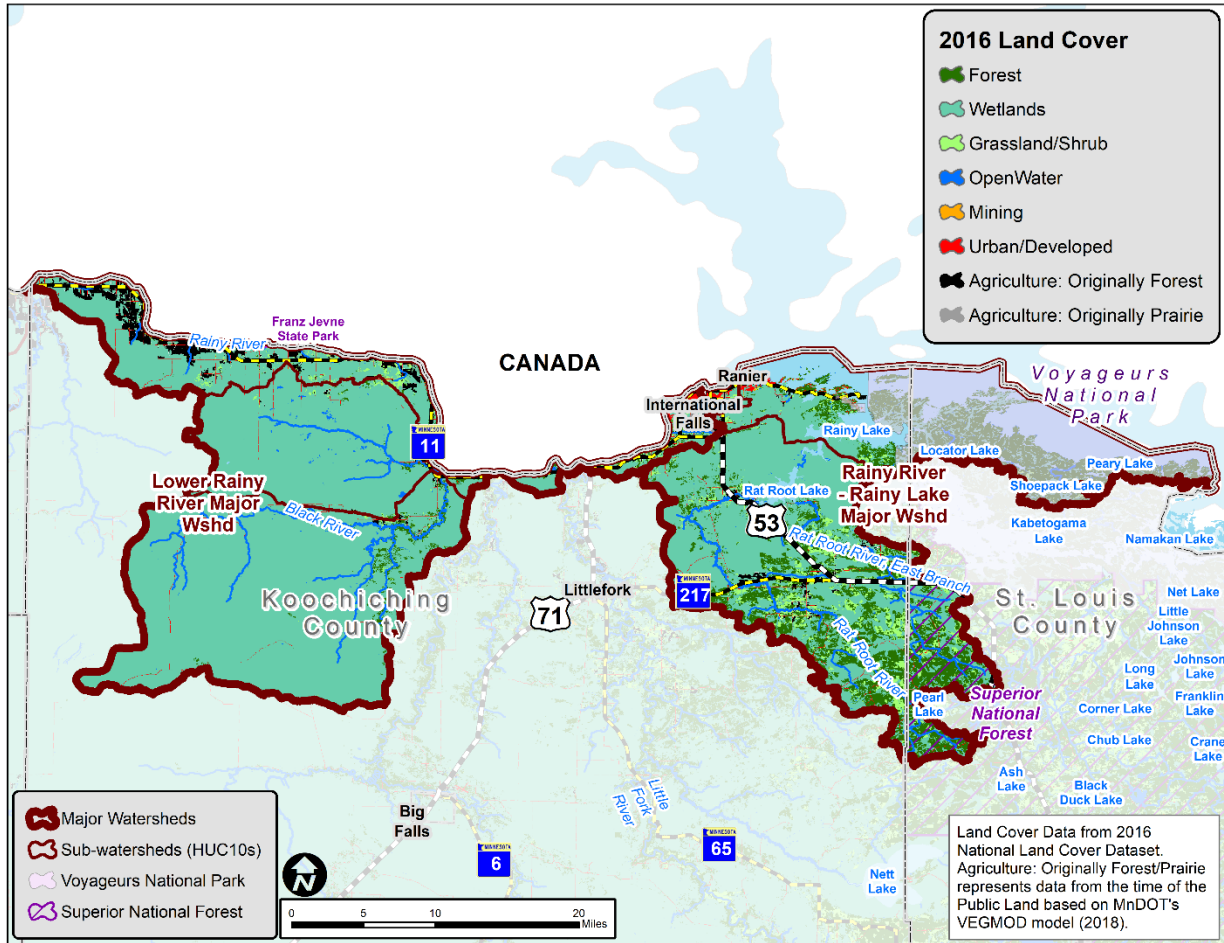 2016 Land Cover
Forest
Wetlands
Grassland/Shrub
OpenWater
Mining
Urban/Developed
Agriculture: Originally Forest
Agriculture: Originally Prairie
CANADA
Franz Jevne
State Park
Rainy River
Ranier
International
Falls
Voyageurs
National
Park
Rainy Lake
Locator Lake
Peary Lake
Shoepack Lake
Kabetogama
Lake
Namakan Lake
MINNESOTA
11
Lower Rainy
River Major
Wshd
Black River
Rainy River
- Rainy Lake
Major Wshd
Rat Root Lake
53
Rat Root River, East Branch
Koochiching
County
Littlefork
71
MINNESOTA
217
Rat Root River
St. Louis
County
Net Lake
Little
Johnson
Lake
Long
Lake
Johnson
Lake
Franklin
Lake
Corner Lake
Chub Lake
Crane
Lake
Pearl
Lake
Superior
National
Forest
Ash
Lake
Black
Duck Lake
Big
Falls
Little
Fork
River
MINNESOTA
6
MINNESOTA
65
Nett
Lake
Major Watersheds
Sub-watersheds (HUC10s)
Voyageurs National Park
Superior National Forest
N
0 5 10 20
Miles
Land Cover Data from 2016
National Land Cover Dataset.
Agriculture: Originally Forest/Prairie
represents data from the time of the
Public Land based on MnDOT's
VEGMOD model (2018).